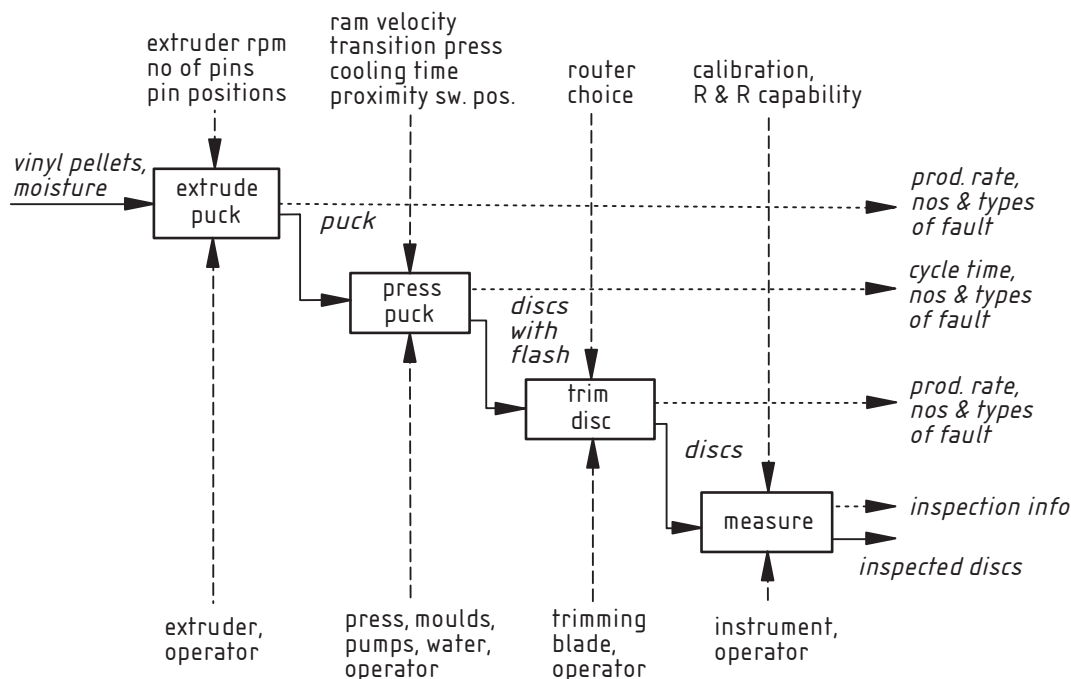 extruder rpm
no of pins
pin positions
ram velocity
transition press
cooling time
proximity sw. pos.
router
choice
calibration,
R & R capability
vinyl pellets,
moisture
extrude
puck
prod. rate,
nos & types
of fault
puck
press
puck
cycle time,
nos & types
of fault
discs
with
flash
trim
disc
prod. rate,
nos & types
of fault
discs
measure
inspection info
inspected discs
extruder,
operator
press, moulds,
pumps, water,
operator
trimming
blade,
operator
instrument,
operator